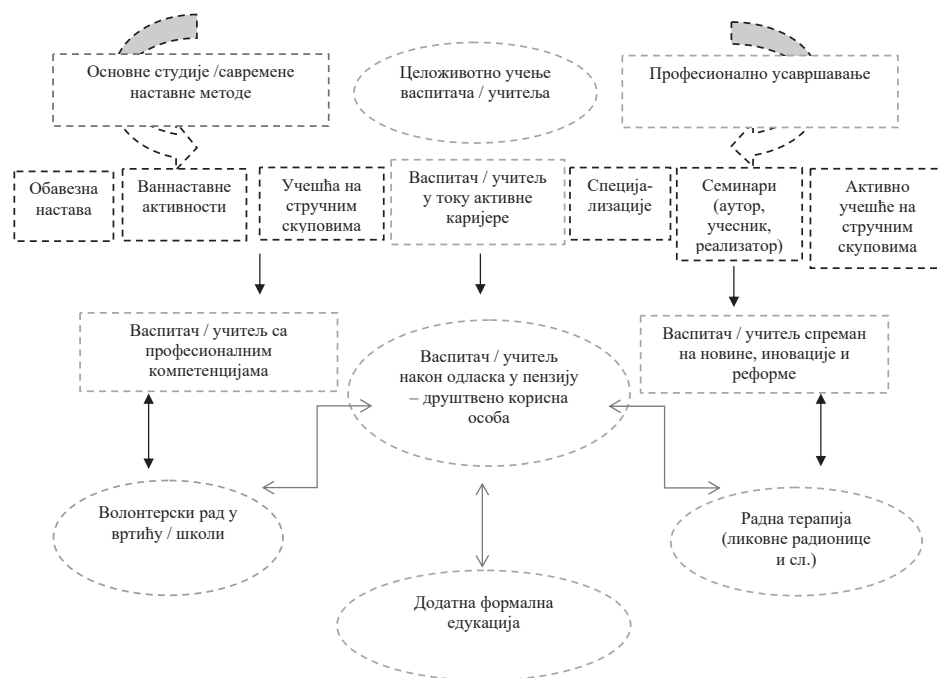 Основне студије /савремене
наставне методе
Целоживотно учење
васпитача / учитеља
Професионално усавршавање
Обавезна
настава
Ваннаставне
активности
Учешћа на
стручним
скуповима
Васпитач / учитељ
у току активне
каријере
Специја-
лизације
Семинари
(аутор,
учесник,
реализатор)
Активно
учешће на
стручним
скуповима
Васпитач / учитељ са
професионалним
компетенцијама
Васпитач / учитељ
након одласка у пензију
– друштвено корисна
особа
Васпитач / учитељ спреман
на новине, иновације и
реформе
Волонтерски рад у
вртићу / школи
Радна терапија
(ликовне радионице
и сл.)
Додатна формална
едукација